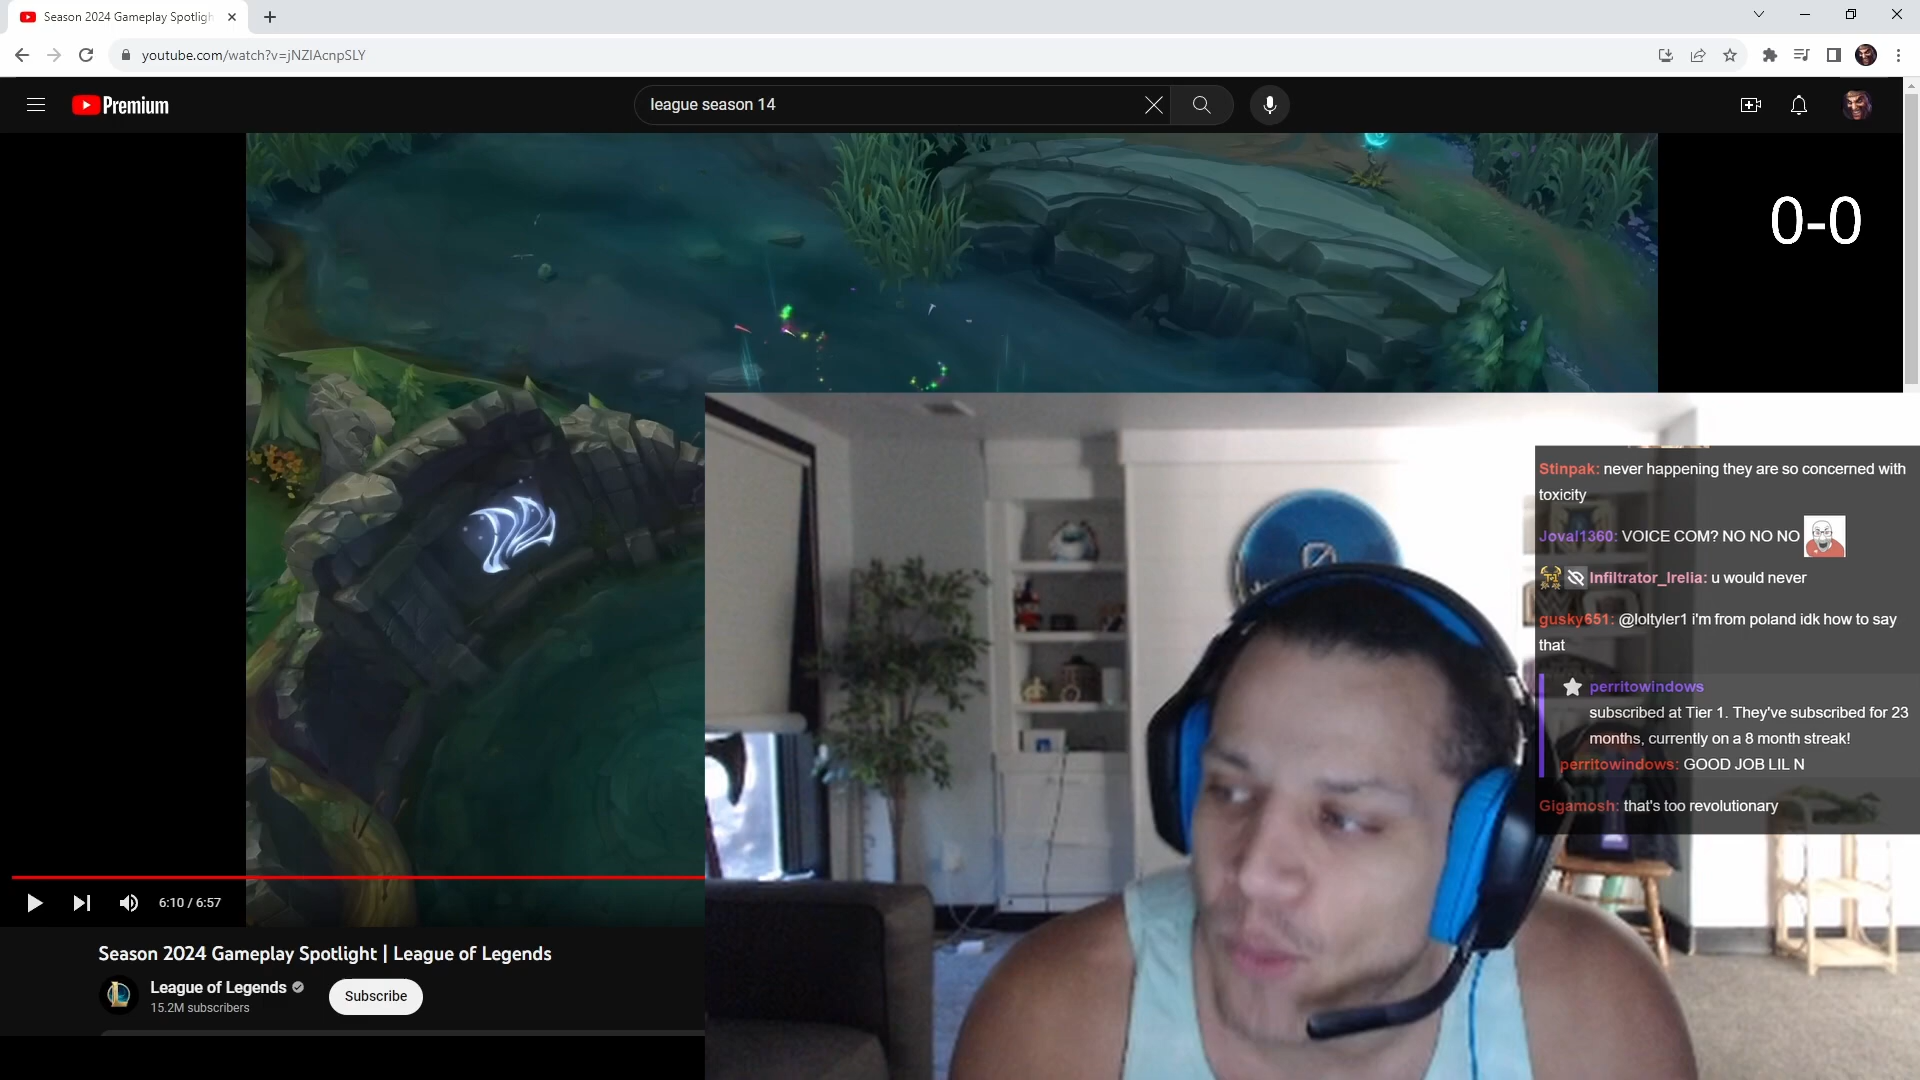 Season 2024 Gameplay Spotligh
youtube.com/watch?v=jNZIAcnpSLY
Premium
league season 14
0-0
Stinpak: never happening they are so concerned with
toxicity
Joval1360: VOICE COM? NO NO NO
Infiltrator_Irelia: u would never
gusky651: @loltyler1 i'm from poland idk how to say
that
perritowindows
subscribed at Tier 1. They've subscribed for 23
months, currently on a 8 month streak!
perritowindows: GOOD JOB LIL N
Gigamosh: that's too revolutionary
6:10 / 6:57
Season 2024 Gameplay Spotlight | League of Legends
League of Legends
15.2M subscribers
Subscribe